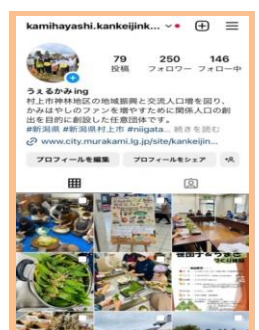 kamihayashi.kankeijink...
79 250 146
投稿 フォロワー フォロー中
うぇるかみing
村上市神林地区の地域振興と交流人口増を図り、
かみはやしのファンを増やすために関係人口の創
出を目的に創設した任意団体です。
#新潟県 #新潟県村上市 #niigata... 続きを読む
www.city.murakami.lg.jp/site/kankeijin...
プロフィールを編集 プロフィールをシェア